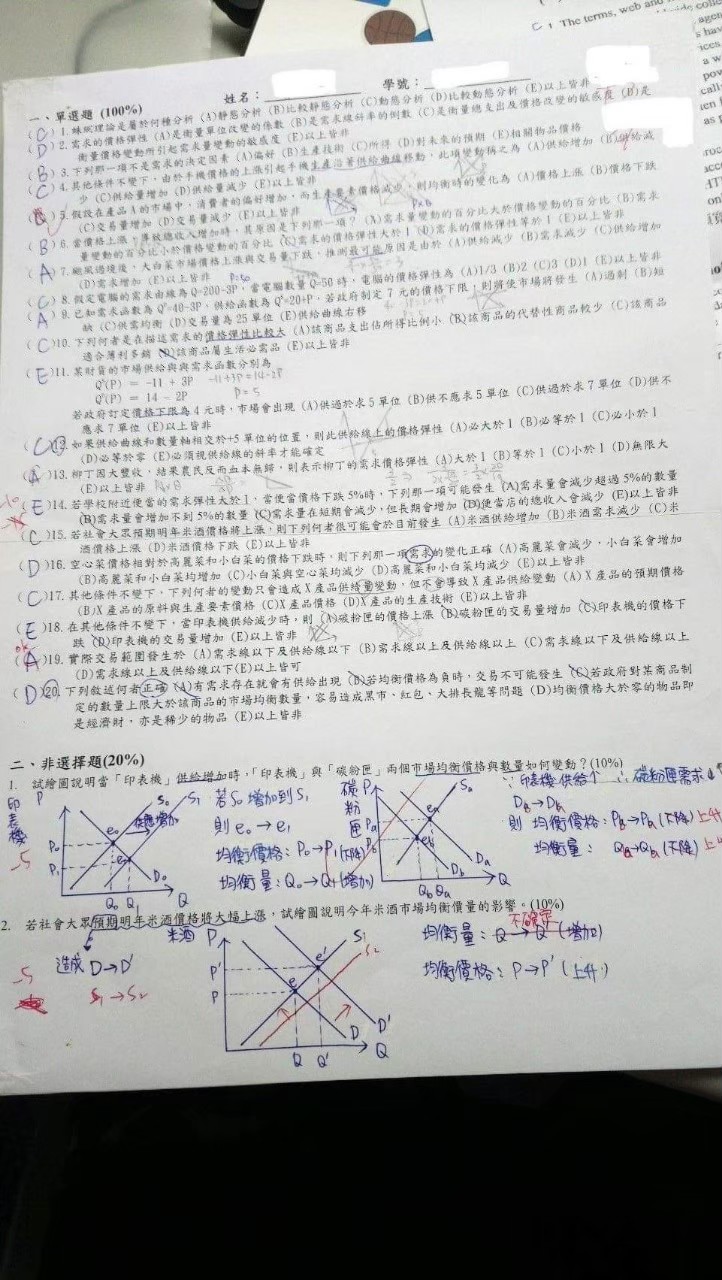 C 1 The terms, web and
姓名：　　學號：
一、單選題 (100%)
(C) 1. 蛛網理論是屬於何種分析 (A)靜態分析 (B)比較靜態分析 (C)動態分析 (D)比較動態分析 (E)以上皆非
(D) 2. 需求的價格彈性 (A)是衡量單位改變的係數 (B)是需求線斜率的倒數 (C)是衡量總支出及價格改變的敏感度 (D)是
衡量價格變動所引起需求量變動的敏感度 (E)以上皆非
(B) 3. 下列那一項不是需求的決定因素 (A)偏好 (B)生產技術 (C)所得 (D)對未來的預期 (E)相關物品價格
(C) 4. 其他條件不變下，由於手機價格的上漲引起手機生產沿著供給曲線移動，此項變動稱之為 (A)供給增加 (B)供給減
少 (C)供給量增加 (D)供給量減少 (E)以上皆非
5. 假設在產品A的市場中，消費者的偏好增加，而生產要素價格減少，則均衡時的變化為 (A)價格上漲 (B)價格下跌
(C)交易量增加 (D)交易量減少 (E)以上皆非
(B) 6. 當價格上漲，導致總收入增加時，其原因是下列那一項？ (A)需求量變動的百分比大於價格變動的百分比 (B)需求
量變動的百分比小於價格變動的百分比 (C)需求的價格彈性大於1 (D)需求的價格彈性等於1 (E)以上皆非
(A) 7. 颱風過境後，大白菜市場價格上漲與交易量下跌，推測最可能原因是由於 (A)供給減少 (B)需求減少 (C)供給增加
(D)需求增加 (E)以上皆非 P=50
(C) 8. 假定電腦的需求曲線為 Q=200-3P，當電腦數量 Q=50 時，電腦的價格彈性為 (A)1/3 (B)2 (C)3 (D)1 (E)以上皆非
(A) 9. 已知需求函數為 Q=40-3P，供給函數為 Q=20+P，若政府制定 7 元的價格下限，則將使市場將發生 (A)過剩 (B)短
缺 (C)供需均衡 (D)交易量為 25 單位 (E)供給曲線右移
(C)10. 下列何者是在描述需求的價格彈性比較大 (A)該商品支出佔所得比例小 (B)該商品的代替性商品較少 (C)該商品
適合薄利多銷 (D)該商品屬生活必需品 (E)以上皆非
(E)11. 某財貨的市場供給與與需求函數分別為
Qˢ(P) = -11 + 3P -11+3P=14-2P
Qᵈ(P) = 14 - 2P P=5
若政府訂定價格下限為 4 元時，市場會出現 (A)供過於求 5 單位 (B)供不應求 5 單位 (C)供過於求 7 單位 (D)供不
應求 7 單位 (E)以上皆非
(C)12. 如果供給曲線和數量軸相交於+5 單位的位置，則此供給線上的價格彈性 (A)必大於 1 (B)必等於 1 (C)必小於 1
(D)必等於零 (E)必須視供給線的斜率才能確定
(A)13. 柳丁因大豐收，結果農民反而血本無歸，則表示柳丁的需求價格彈性 (A)大於 1 (B)等於 1 (C)小於 1 (D)無限大
(E)以上皆非
(E)14. 若學校附近便當的需求彈性大於 1，當便當價格下跌 5%時，下列那一項可能發生 (A)需求量會減少超過 5%的數量
(B)需求量會增加不到 5%的數量 (C)需求量在短期會減少，但長期會增加 (D)便當店的總收入會減少 (E)以上皆非
(C)15. 若社會大眾預期明年米酒價格將上漲，則下列何者很可能會於目前發生 (A)米酒供給增加 (B)米酒需求減少 (C)米
酒價格上漲 (D)米酒價格下跌 (E)以上皆非
(D)16. 空心菜價格相對於高麗菜和小白菜的價格下跌時，則下列那一項需求的變化正確 (A)高麗菜會減少，小白菜會增加
(B)高麗菜和小白菜均增加 (C)小白菜與空心菜均減少 (D)高麗菜和小白菜均減少 (E)以上皆非
(C)17. 其他條件不變下，下列何者的變動只會造成X產品供給量變動，但不會導致X產品供給變動 (A)X產品的預期價格
(B)X產品的原料與生產要素價格 (C)X產品價格 (D)X產品的生產技術 (E)以上皆非
(E)18. 在其他條件不變下，當印表機供給減少時，則 (A)碳粉匣的價格上漲 (B)碳粉匣的交易量增加 (C)印表機的價格下
跌 (D)印表機的交易量增加 (E)以上皆非
(A)19. 實際交易範圍發生於 (A)需求線以下及供給線以下 (B)需求線以上及供給線以上 (C)需求線以下及供給線以上
(D)需求線以上及供給線以下 (E)以上皆可
(D)20. 下列敘述何者正確 (A)有需求存在就會有供給出現 (B)若均衡價格為負時，交易不可能發生 (C)若政府對某商品制
定的數量上限大於該商品的市場均衡數量，容易造成黑市、紅包、大排長龍等問題 (D)均衡價格大於零的物品即
是經濟財，亦是稀少的物品 (E)以上皆非
二、非選擇題(20%)
1. 試繪圖說明當「印表機」供給增加時，「印表機」與「碳粉匣」兩個市場均衡價格與數量如何變動？(10%)
印表機 P S₀ S₁ 供給增加 e₀ e₁ P₀ P₁ D₀ Q₀ Q₁ Q
若S₀增加到S₁
則 e₀→e₁
均衡價格：P₀→P₁(下降)
均衡量：Q₀→Q₁(增加)
碳粉匣 P S₀ Pa Pb ea eb Db Da Qb Qa Q
∵印表機供給↑ ∴碳粉匣需求↓
則 均衡價格：(下降) 上升
均衡量：(下降)
-5
2. 若社會大眾預期明年米酒價格將大幅上漲，試繪圖說明今年米酒市場均衡價量的影響。(10%)
造成 D→D'
S₁→S₂
-5
米酒 P S₁ S₂ P' P e' e D D' Q Q' Q
不確定
均衡量：Q→Q' (增加)
均衡價格：P→P' (上升)